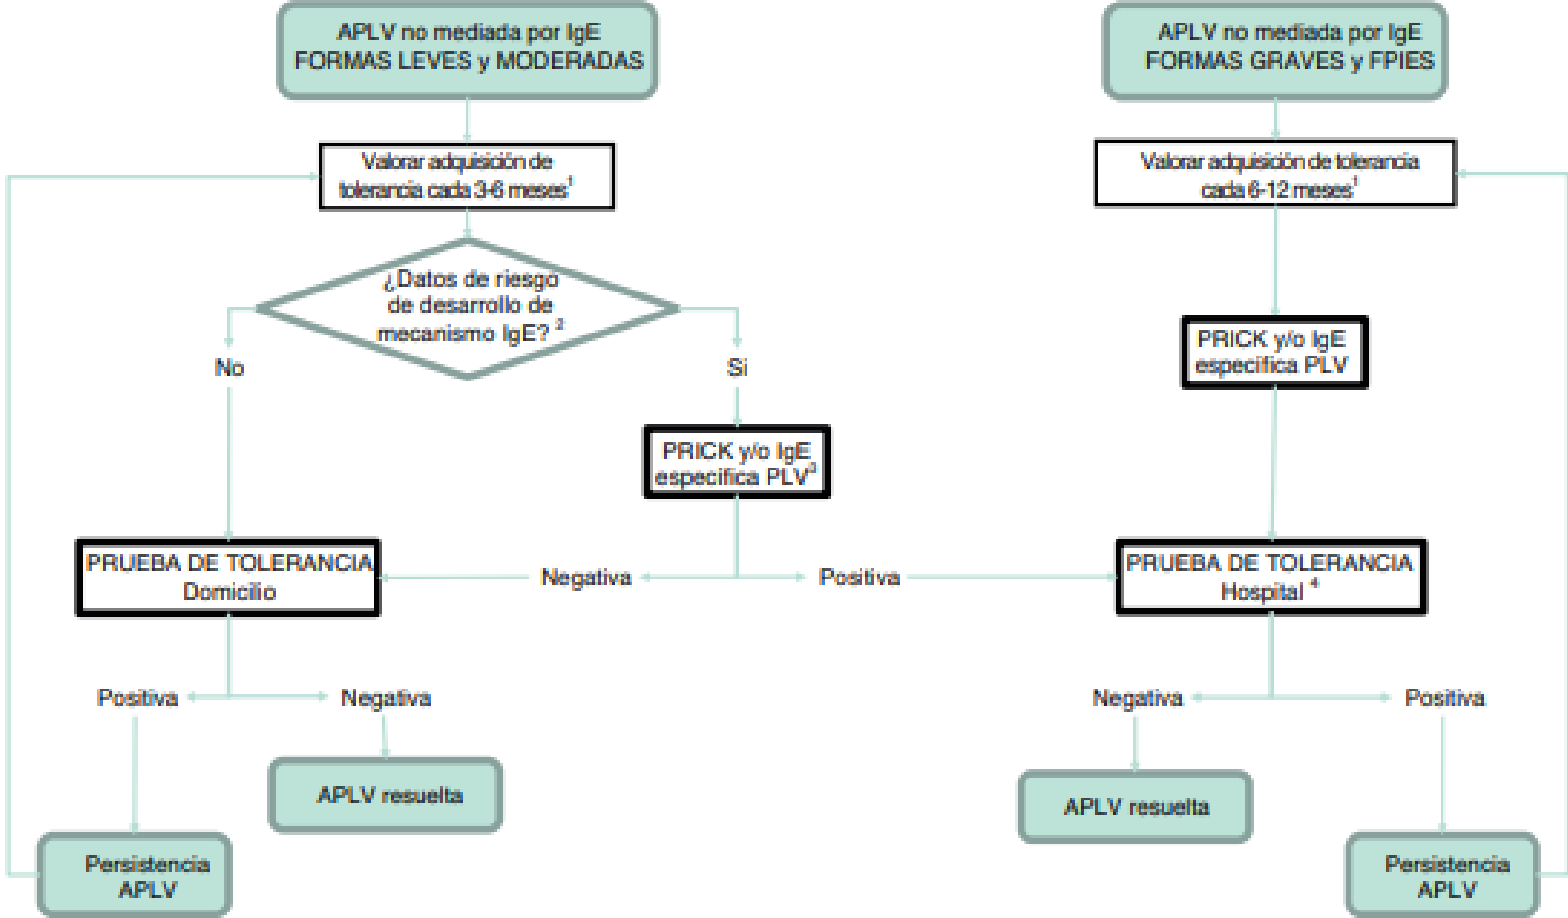 APLV no mediada por IgE
FORMAS LEVES y MODERADAS
Valorar adquisición de
tolerancia cada 3-6 meses¹
¿Datos de riesgo
de desarrollo de
mecanismo IgE? ²
No
Si
PRICK y/o IgE
específica PLV³
PRUEBA DE TOLERANCIA
Domicilio
Negativa
Positiva
Positiva
Negativa
APLV resuelta
Persistencia
APLV
APLV no mediada por IgE
FORMAS GRAVES y FPIES
Valorar adquisición de tolerancia
cada 6-12 meses¹
PRICK y/o IgE
específica PLV
PRUEBA DE TOLERANCIA
Hospital ⁴
Negativa
Positiva
APLV resuelta
Persistencia
APLV